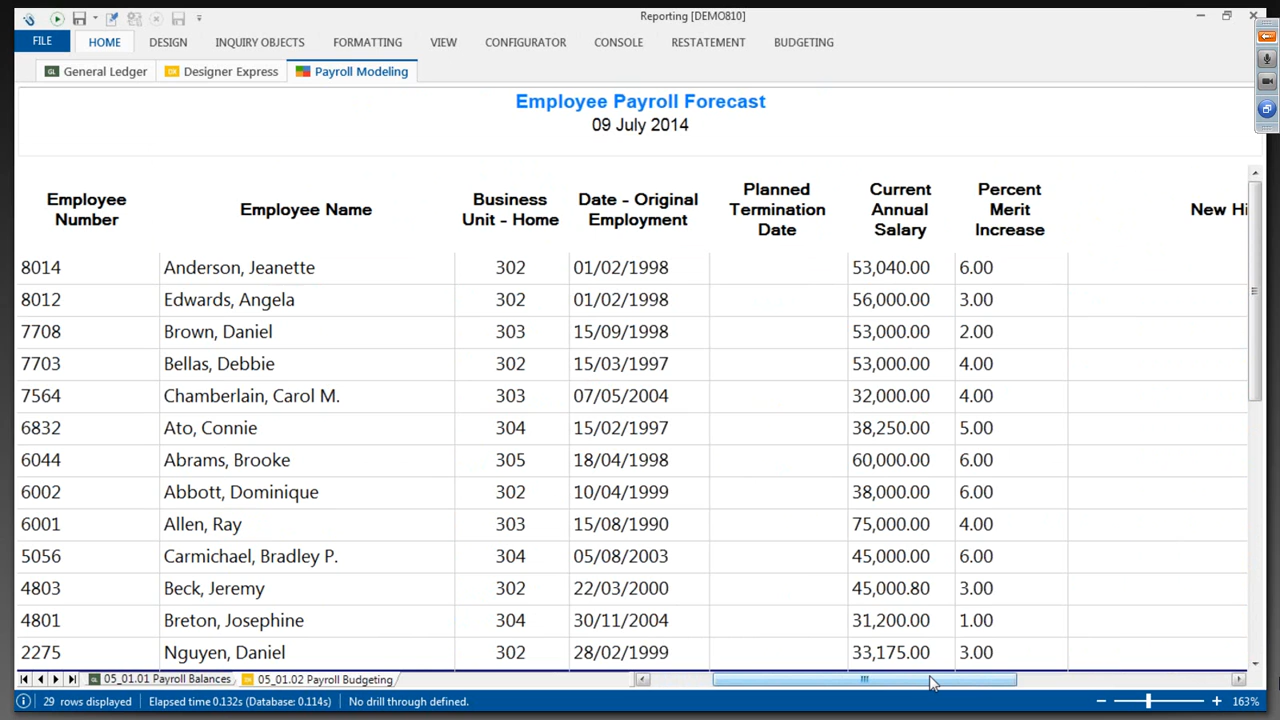 Reporting [DEMO810]
FILE HOME DESIGN INQUIRY OBJECTS FORMATTING VIEW CONFIGURATOR CONSOLE RESTATEMENT BUDGETING
General Ledger Designer Express Payroll Modeling
Employee Payroll Forecast
09 July 2014
Employee Number Employee Name Business Unit - Home Date - Original Employment Planned Termination Date Current Annual Salary Percent Merit Increase New Hi
8014 Anderson, Jeanette 302 01/02/1998 53,040.00 6.00
8012 Edwards, Angela 302 01/02/1998 56,000.00 3.00
7708 Brown, Daniel 303 15/09/1998 53,000.00 2.00
7703 Bellas, Debbie 302 15/03/1997 53,000.00 4.00
7564 Chamberlain, Carol M. 303 07/05/2004 32,000.00 4.00
6832 Ato, Connie 304 15/02/1997 38,250.00 5.00
6044 Abrams, Brooke 305 18/04/1998 60,000.00 6.00
6002 Abbott, Dominique 302 10/04/1999 38,000.00 6.00
6001 Allen, Ray 303 15/08/1990 75,000.00 4.00
5056 Carmichael, Bradley P. 304 05/08/2003 45,000.00 6.00
4803 Beck, Jeremy 302 22/03/2000 45,000.80 3.00
4801 Breton, Josephine 304 30/11/2004 31,200.00 1.00
2275 Nguyen, Daniel 302 28/02/1999 33,175.00 3.00
05_01.01 Payroll Balances 05_01.02 Payroll Budgeting
29 rows displayed Elapsed time 0.132s (Database: 0.114s) No drill through defined. 163%